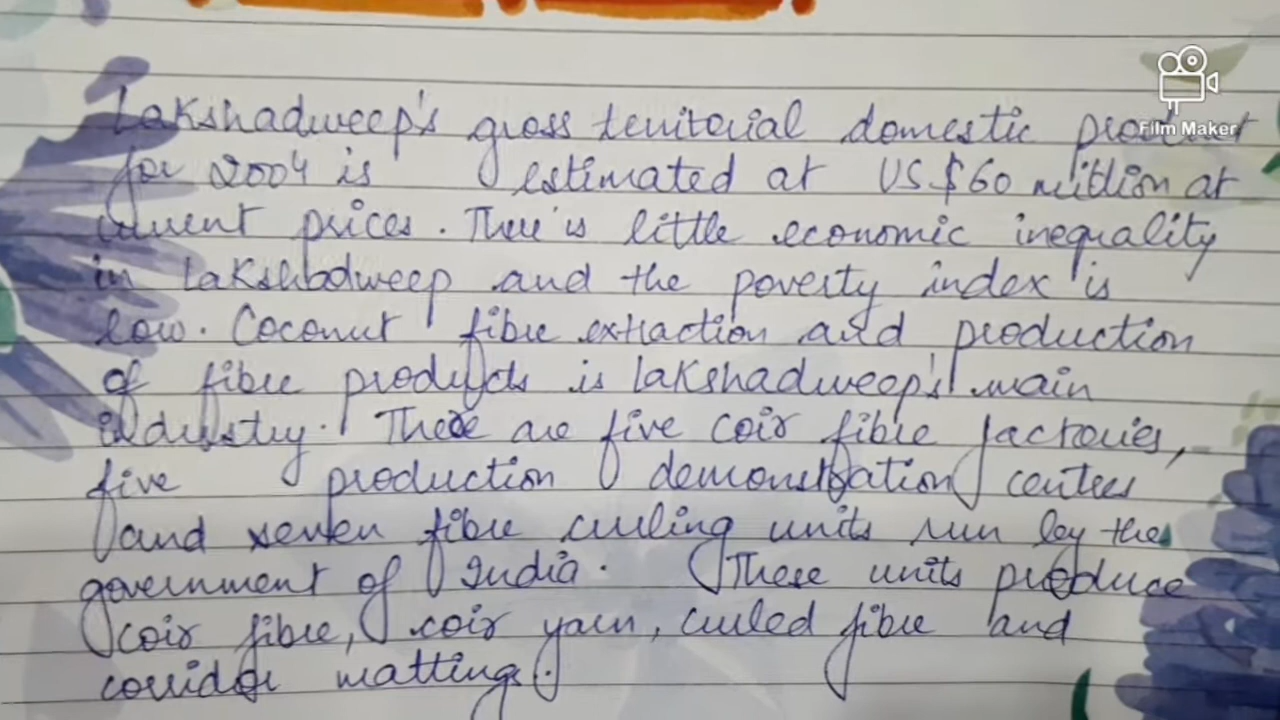 Lakshadweep's gross territorial domestic product
Film Maker
for 2004 is estimated at US $60 million at
current prices. There is little economic inequality
in Lakshadweep and the poverty index is
low. Coconut fibre extraction and production
of fibre products is Lakshadweep's main
industry. There are five coir fibre factories,
five production demonstration centres
and seven fibre curling units run by the
government of India. These units produce
coir fibre, coir yarn, curled fibre and
corridor mattings.